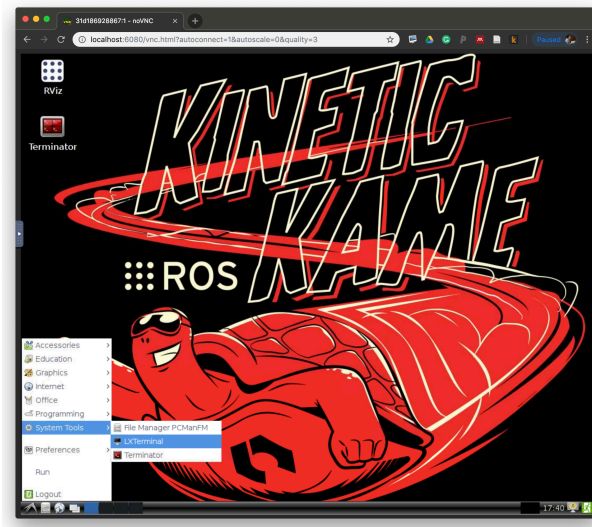 31d186928867:1 - noVNC
localhost:6080/vnc.html?autoconnect=1&autoscale=0&quality=3
Paused
RViz
Terminator
KINETIC
KAME
ROS
Accessories
Education
Graphics
Internet
Office
Programming
System Tools
File Manager PCManFM
LXTerminal
Terminator
Preferences
Run
Logout
17:40